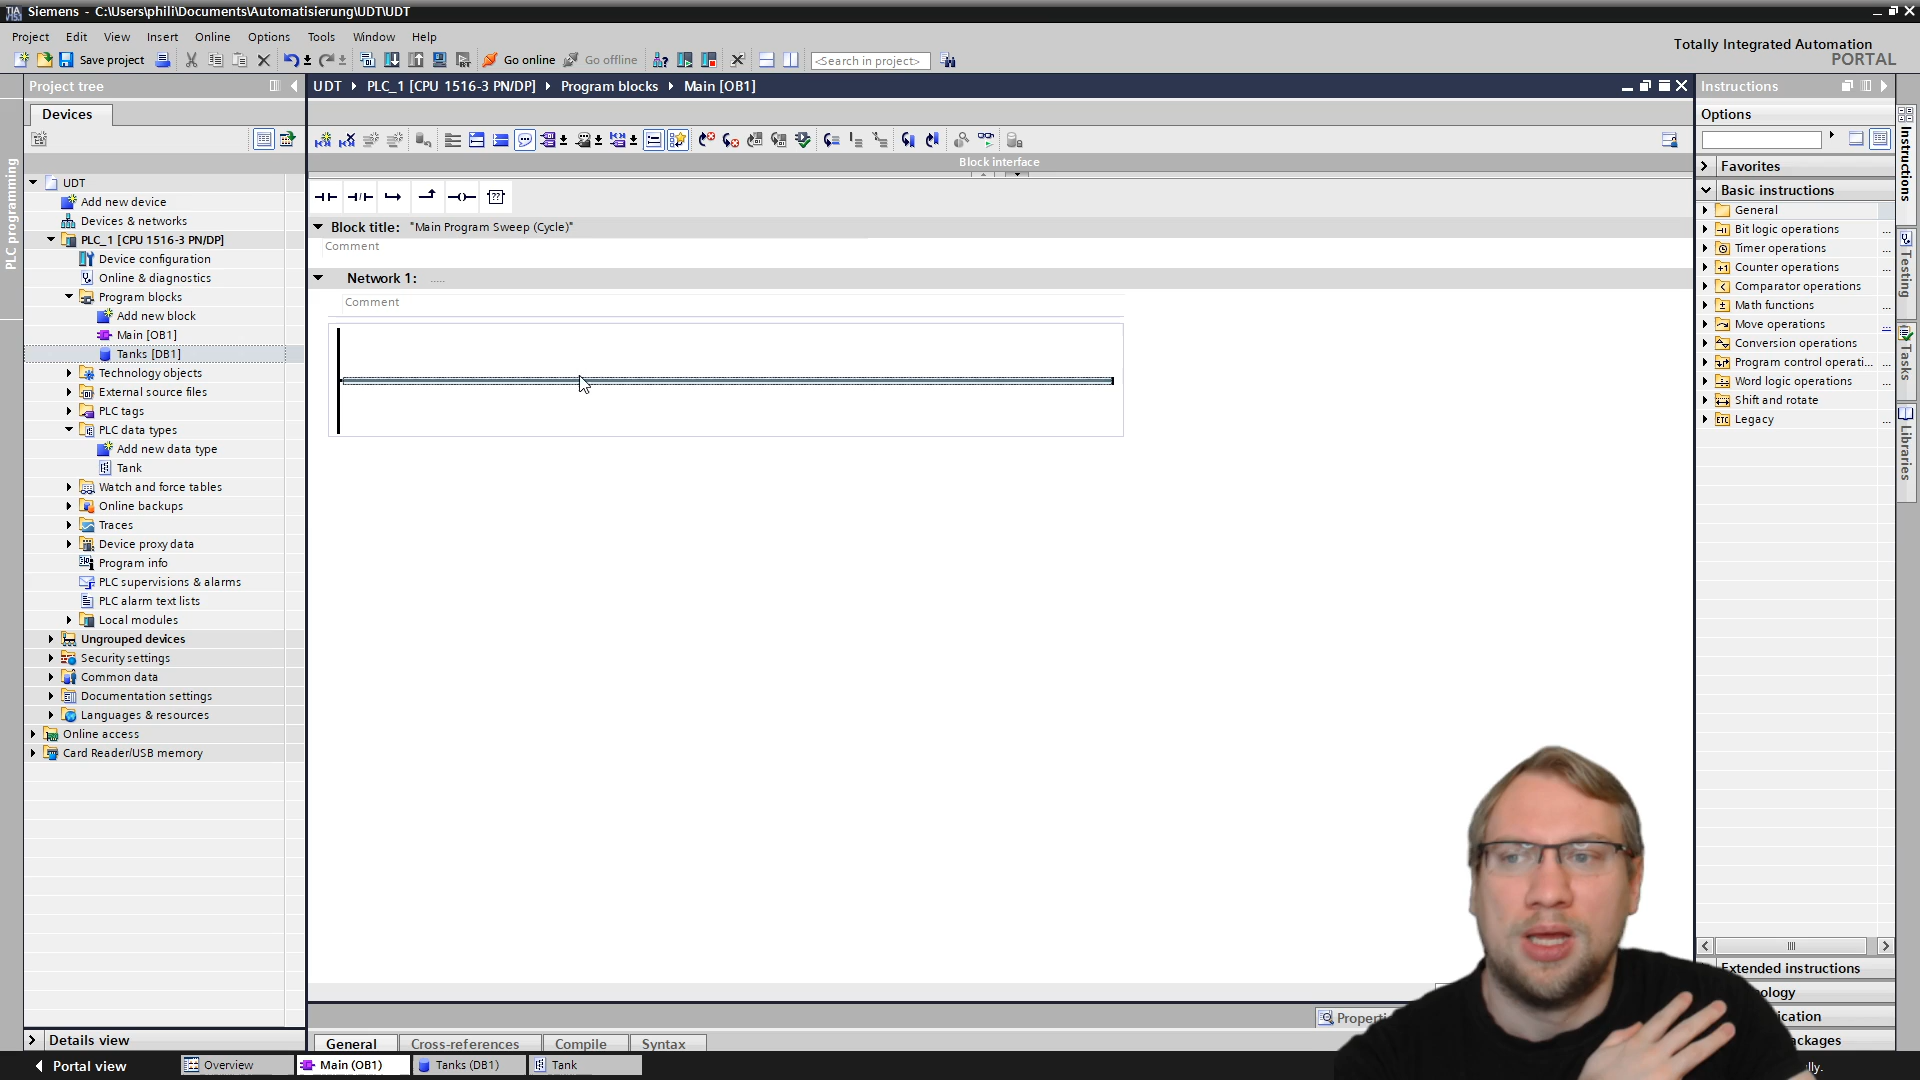 Siemens - C:\Users\phili\Documents\Automatisierung\UDT\UDT
Project Edit View Insert Online Options Tools Window Help
Totally Integrated Automation
PORTAL
Save project
Go online
Go offline
<Search in project>
Project tree
UDT PLC_1 [CPU 1516-3 PN/DP] Program blocks Main [OB1]
Instructions
Devices
Options
PLC programming
Block interface
Block title: "Main Program Sweep (Cycle)"
Comment
Network 1: .....
Comment
UDT
Add new device
Devices & networks
PLC_1 [CPU 1516-3 PN/DP]
Device configuration
Online & diagnostics
Program blocks
Add new block
Main [OB1]
Tanks [DB1]
Technology objects
External source files
PLC tags
PLC data types
Add new data type
Tank
Watch and force tables
Online backups
Traces
Device proxy data
Program info
PLC supervisions & alarms
PLC alarm text lists
Local modules
Ungrouped devices
Security settings
Common data
Documentation settings
Languages & resources
Online access
Card Reader/USB memory
Favorites
Basic instructions
General
Bit logic operations ...
Timer operations ...
Counter operations ...
Comparator operations
Math functions ...
Move operations ...
Conversion operations
Program control operati... ...
Word logic operations ...
Shift and rotate
Legacy ...
Extended instructions
ology
ication
ackages
Instructions
Testing
Tasks
Libraries
Properti
General Cross-references Compile Syntax
Details view
Portal view
Overview
Main (OB1)
Tanks (DB1)
Tank
lly.